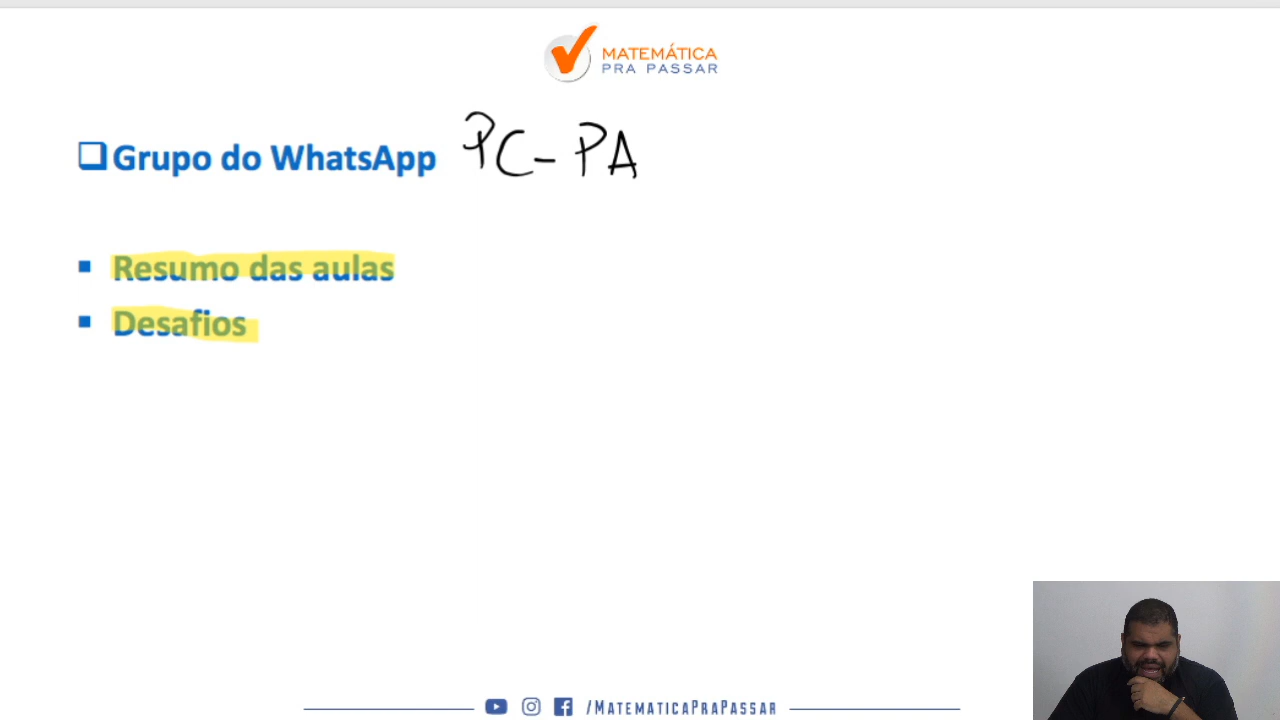 MATEMÁTICA
PRA PASSAR
Grupo do WhatsApp PC-PA
Resumo das aulas
Desafios
/MATEMATICAPRAPASSAR